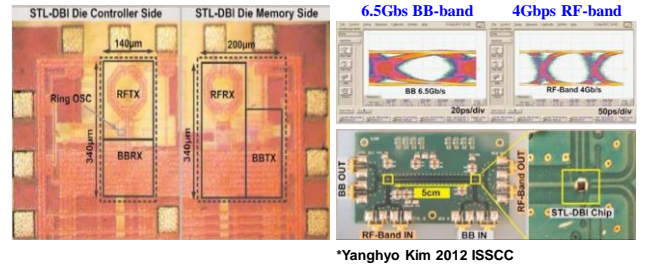 STL-DBI Die Controller Side
STL-DBI Die Memory Side
140µm
200µm
RFTX
RFRX
Ring OSC
340µm
340µm
BBRX
BBTX
6.5Gbs BB-band
4Gbps RF-band
BB 6.5Gb/s
RF-Band 4Gb/s
20ps/div
50ps/div
BB OUT
5cm
RF-Band OUT
RF-Band IN
BB IN
STL-DBI Chip
*Yanghyo Kim 2012 ISSCC